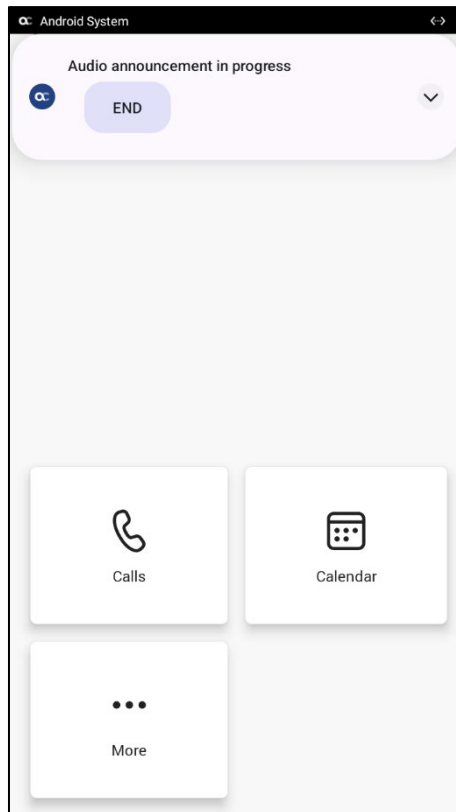 Android System
Audio announcement in progress
END
Calls
Calendar
More